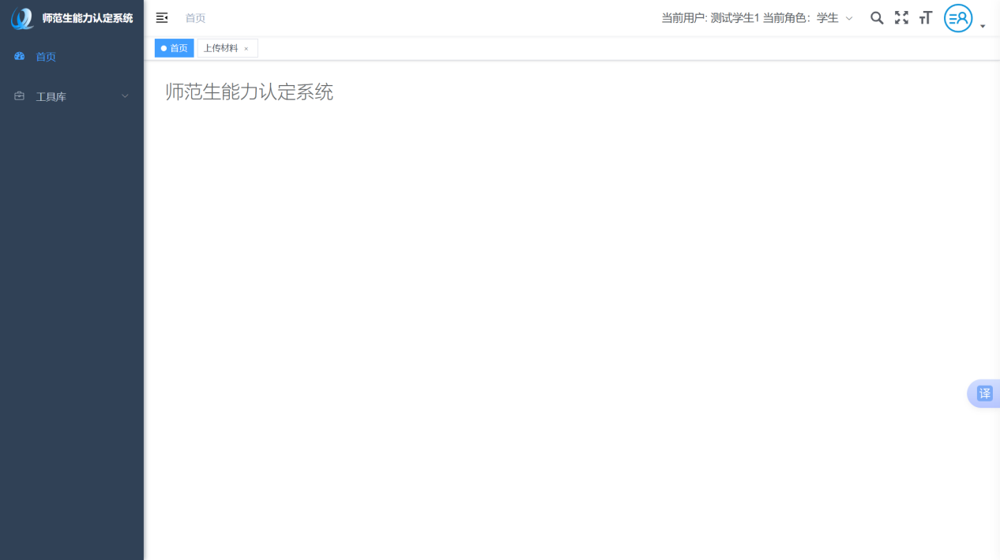 师范生能力认定系统
首页
当前用户: 测试学生1 当前角色: 学生
首页
上传材料 ×
首页
工具库
师范生能力认定系统
译